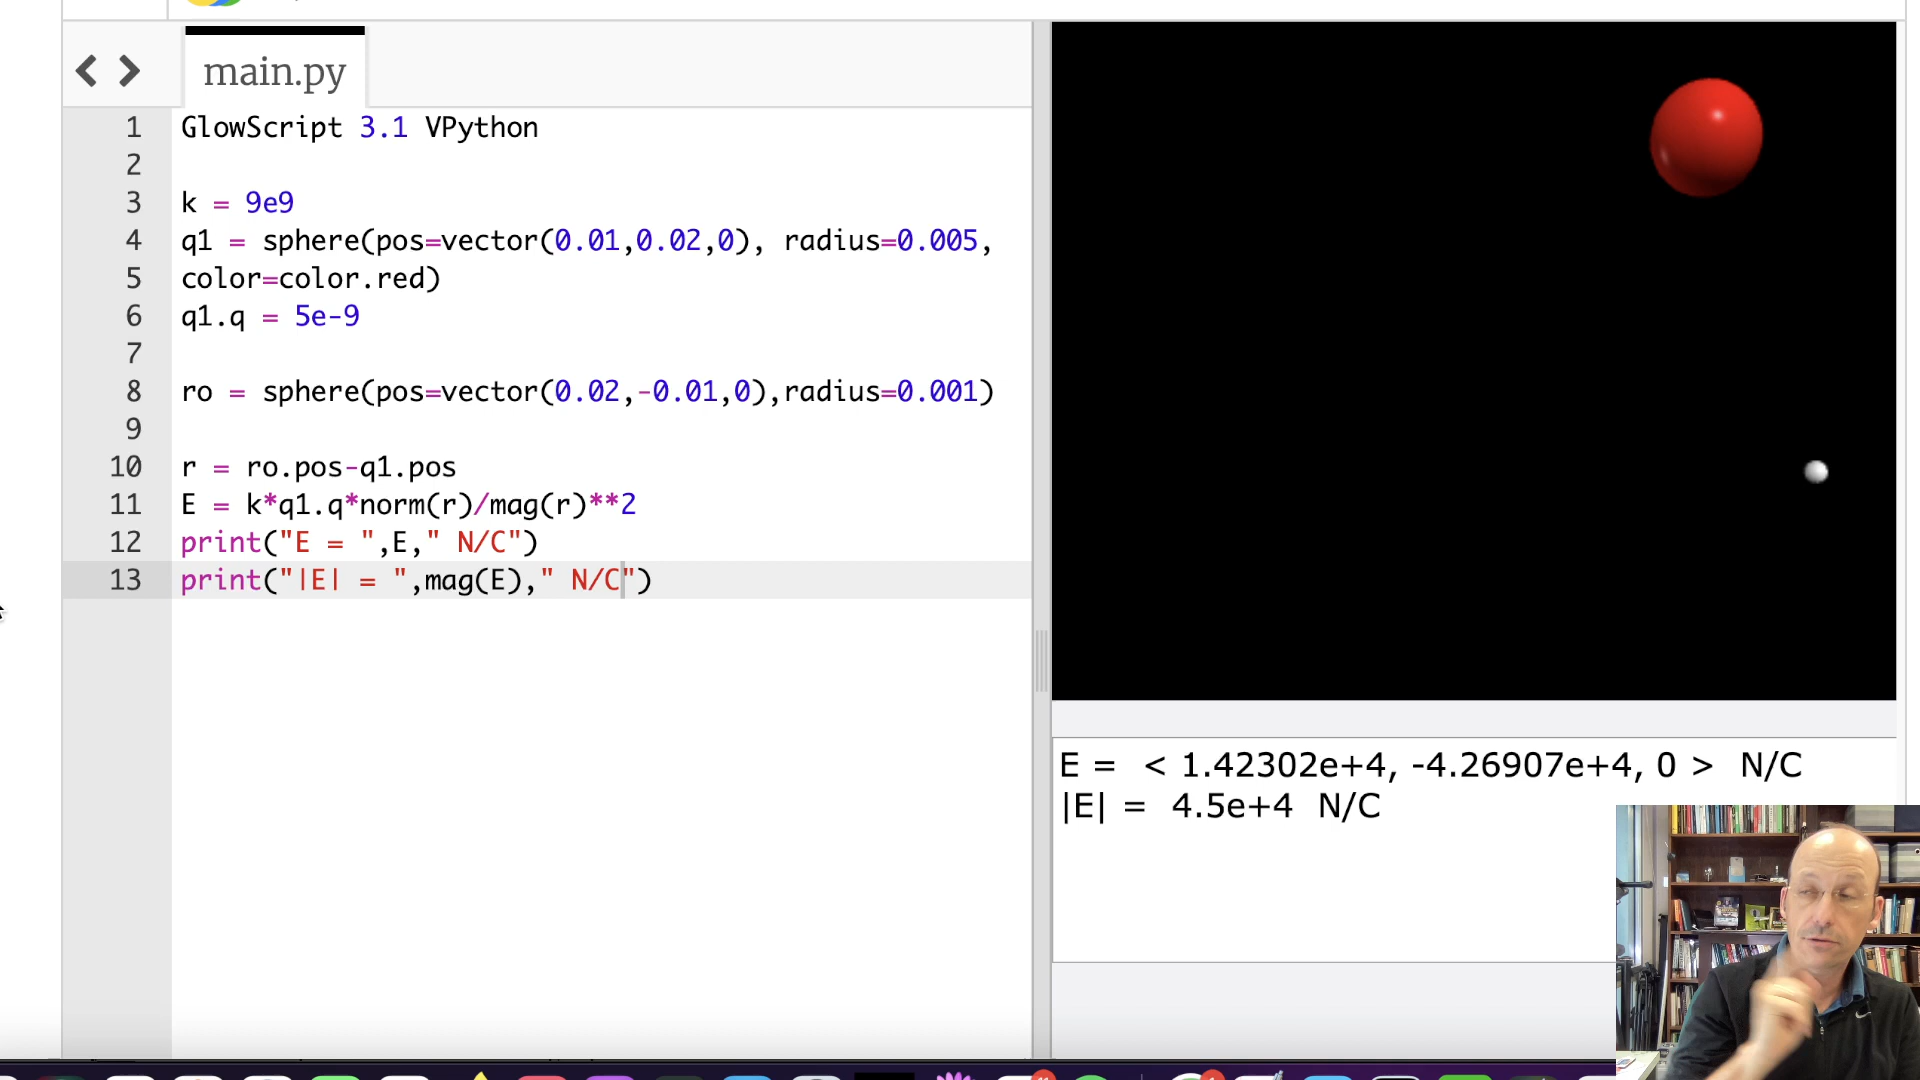 main.py
1 GlowScript 3.1 VPython
2
3 k = 9e9
4 q1 = sphere(pos=vector(0.01,0.02,0), radius=0.005,
5 color=color.red)
6 q1.q = 5e-9
7
8 ro = sphere(pos=vector(0.02,-0.01,0),radius=0.001)
9
10 r = ro.pos-q1.pos
11 E = k*q1.q*norm(r)/mag(r)**2
12 print("E = ",E," N/C")
13 print("|E| = ",mag(E)," N/C")
E = < 1.42302e+4, -4.26907e+4, 0 > N/C
|E| = 4.5e+4 N/C